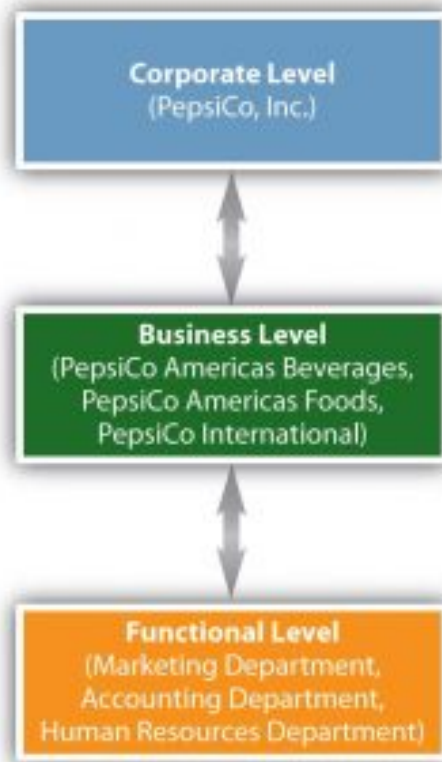 Corporate Level
(PepsiCo, Inc.)
Business Level
(PepsiCo Americas Beverages,
PepsiCo Americas Foods,
PepsiCo International)
Functional Level
(Marketing Department,
Accounting Department,
Human Resources Department)